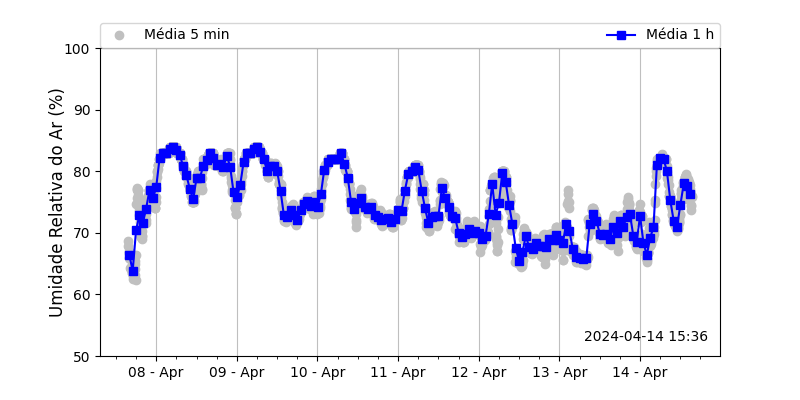 Média 5 min
Média 1 h
100
90
80
70
60
50
Umidade Relativa do Ar (%)
2024-04-14 15:36
08 - Apr
09 - Apr
10 - Apr
11 - Apr
12 - Apr
13 - Apr
14 - Apr